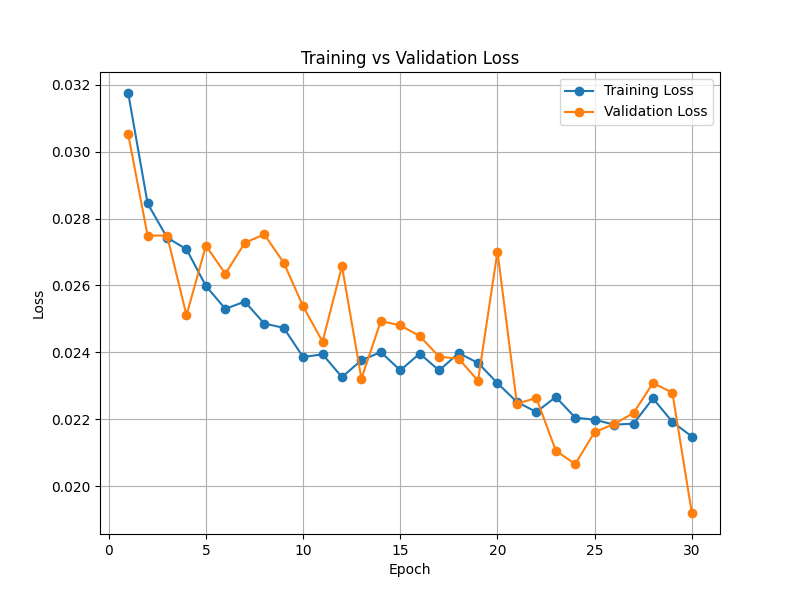 Training vs Validation Loss
Training Loss
Validation Loss
0.032
0.030
0.028
0.026
0.024
0.022
0.020
Loss
0
5
10
15
20
25
30
Epoch